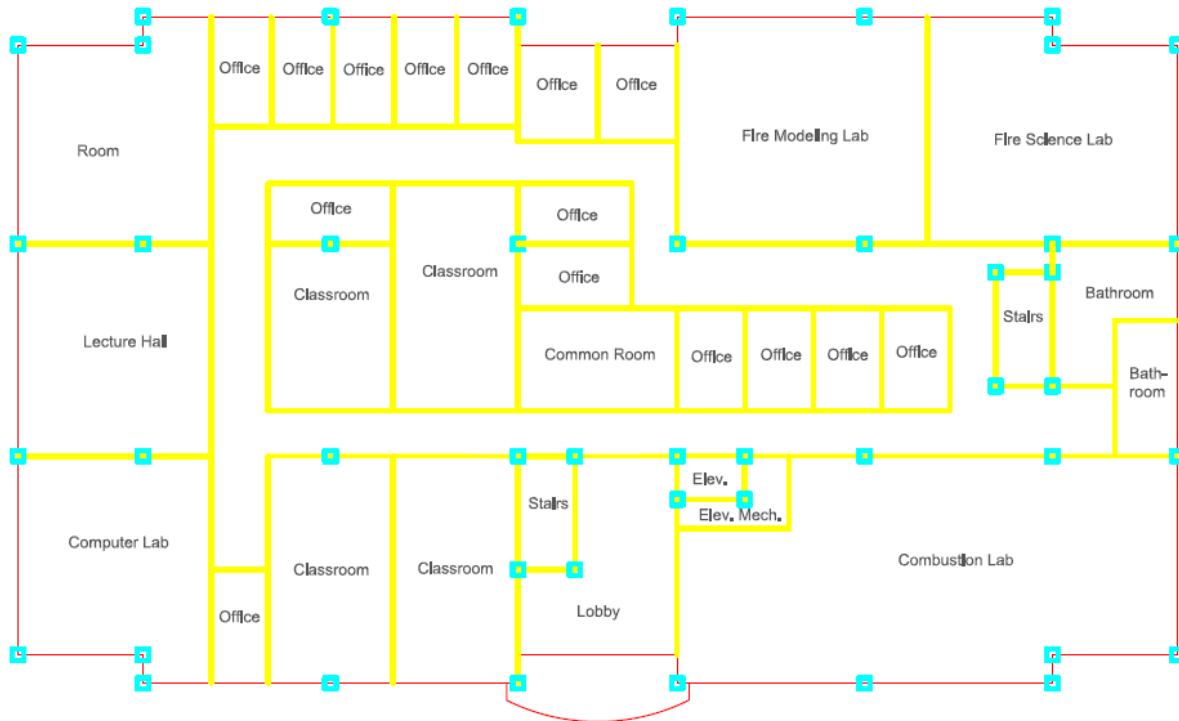 Office
Office
Office
Office
Office
Office
Office
Room
Fire Modeling Lab
Fire Science Lab
Office
Office
Classroom
Office
Classroom
Bathroom
Stairs
Lecture Hall
Common Room
Office
Office
Office
Office
Bath-
room
Elev.
Stairs
Elev. Mech.
Computer Lab
Classroom
Classroom
Combustion Lab
Office
Lobby